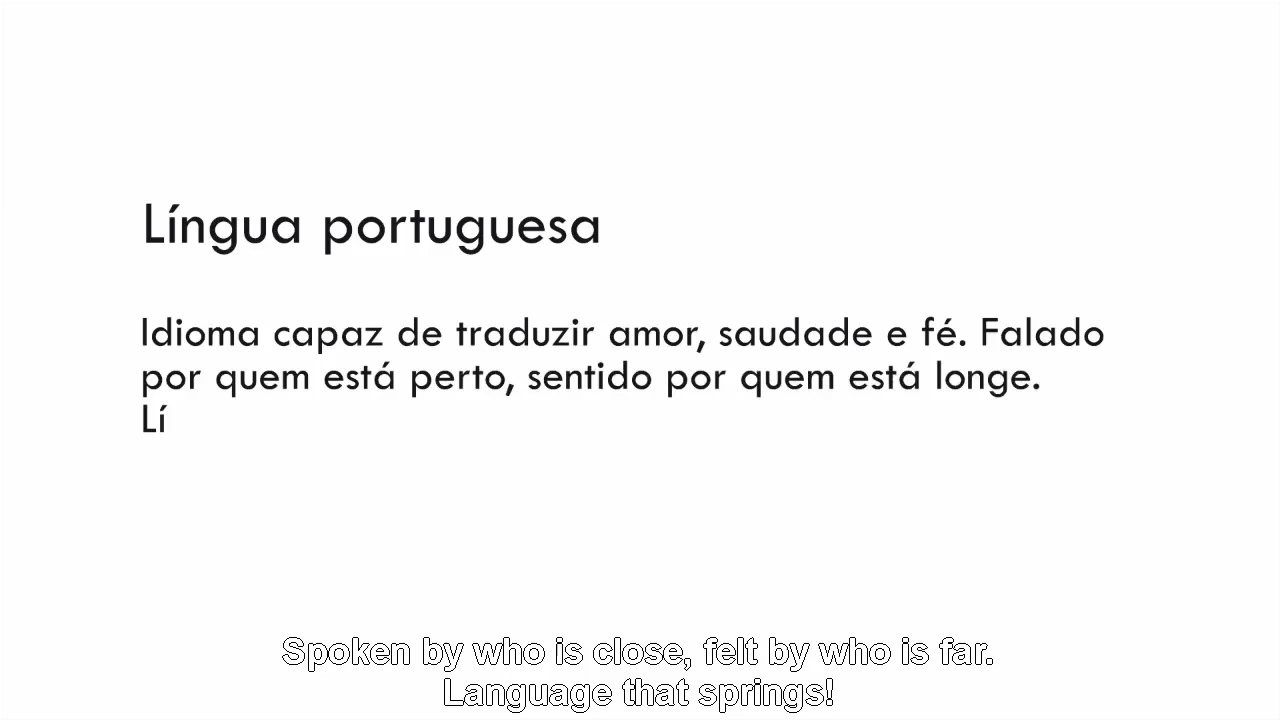 Língua portuguesa
Idioma capaz de traduzir amor, saudade e fé. Falado
por quem está perto, sentido por quem está longe.
Lí
Spoken by who is close, felt by who is far.
Language that springs!